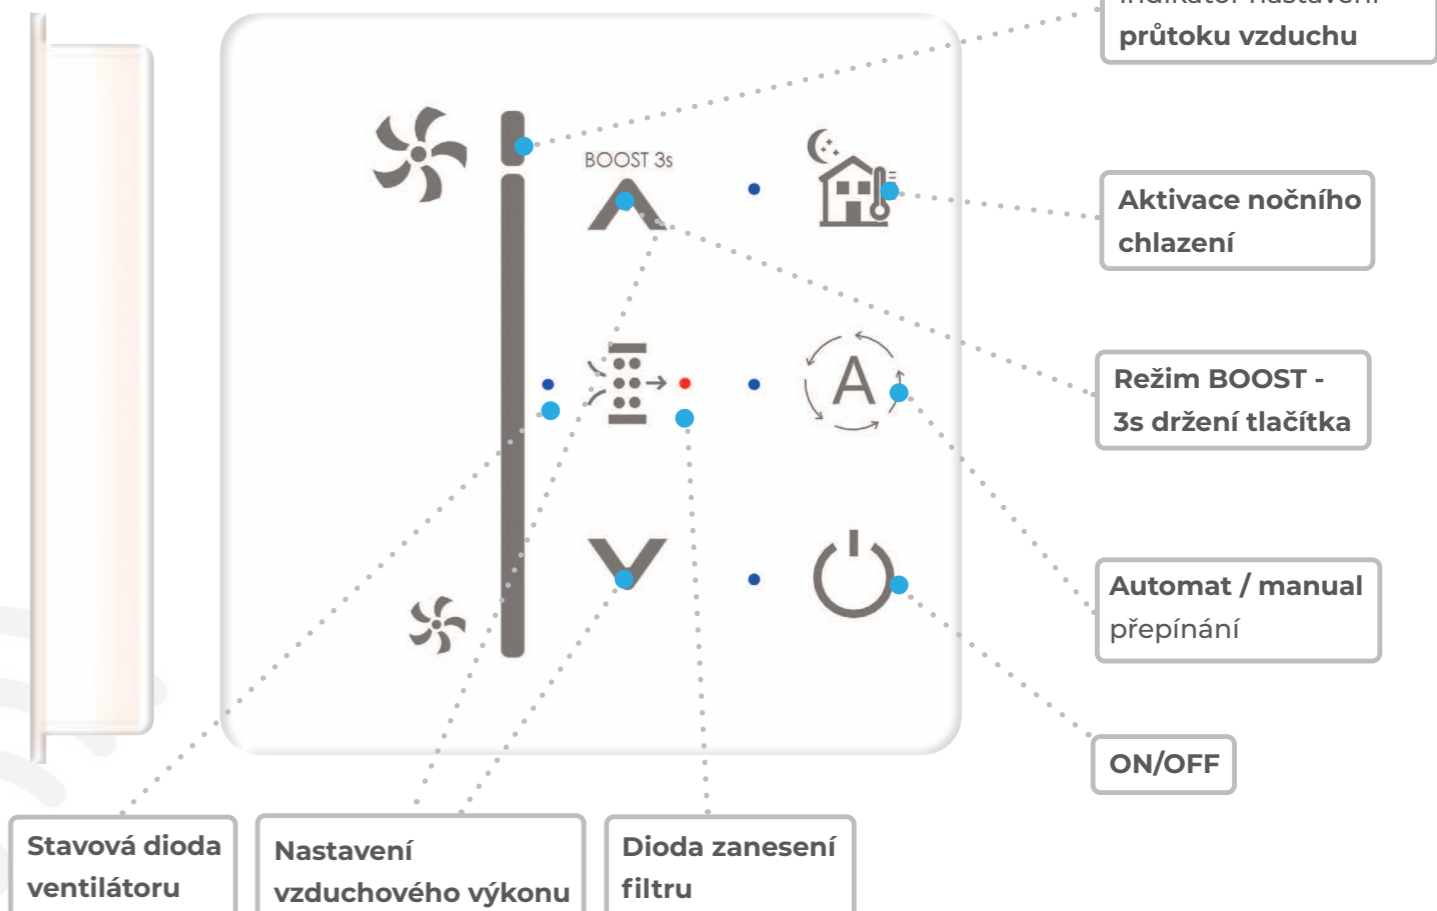 průtoku vzduchu
BOOST 3s
Aktivace nočního
chlazení
Režim BOOST -
3s držení tlačítka
A
Automat / manual
přepínání
ON/OFF
Stavová dioda
ventilátoru
Nastavení
vzduchového výkonu
Dioda zanesení
filtru